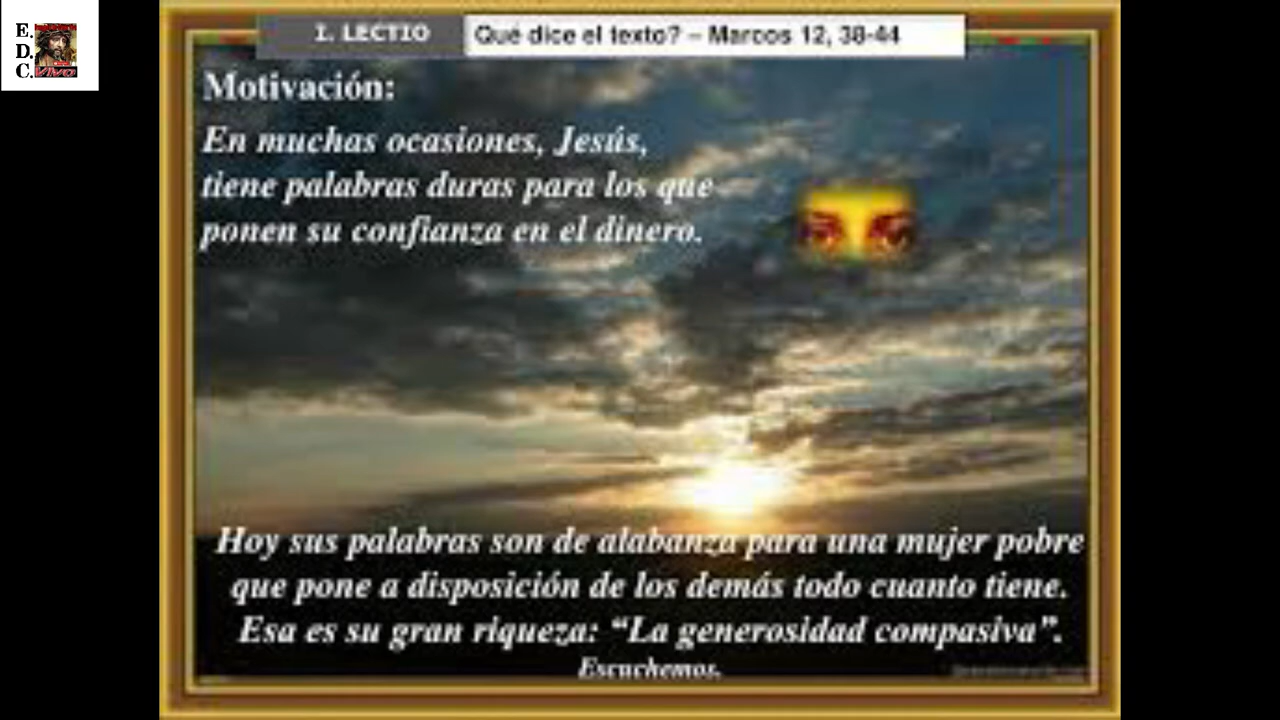 E.
D.
C. VIVO
I. LECTIO
Qué dice el texto? – Marcos 12, 38-44
Motivación:
En muchas ocasiones, Jesús,
tiene palabras duras para los que
ponen su confianza en el dinero.
Hoy sus palabras son de alabanza para una mujer pobre
que pone a disposición de los demás todo cuanto tiene.
Esa es su gran riqueza: “La generosidad compasiva”.
Escuchemos.